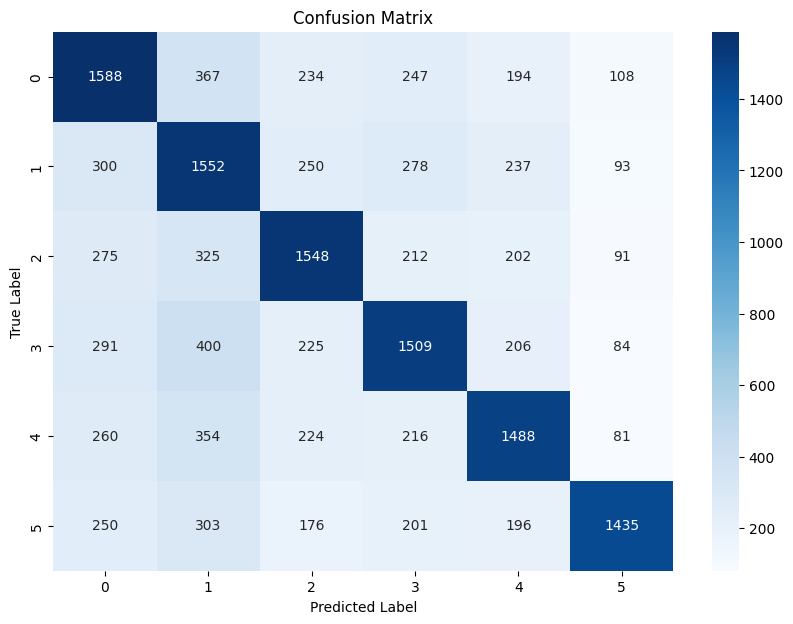 Confusion Matrix
0 1588 367 234 247 194 108
1 300 1552 250 278 237 93
2 275 325 1548 212 202 91
3 291 400 225 1509 206 84
4 260 354 224 216 1488 81
5 250 303 176 201 196 1435
0 1 2 3 4 5
True Label
Predicted Label
1400
1200
1000
800
600
400
200